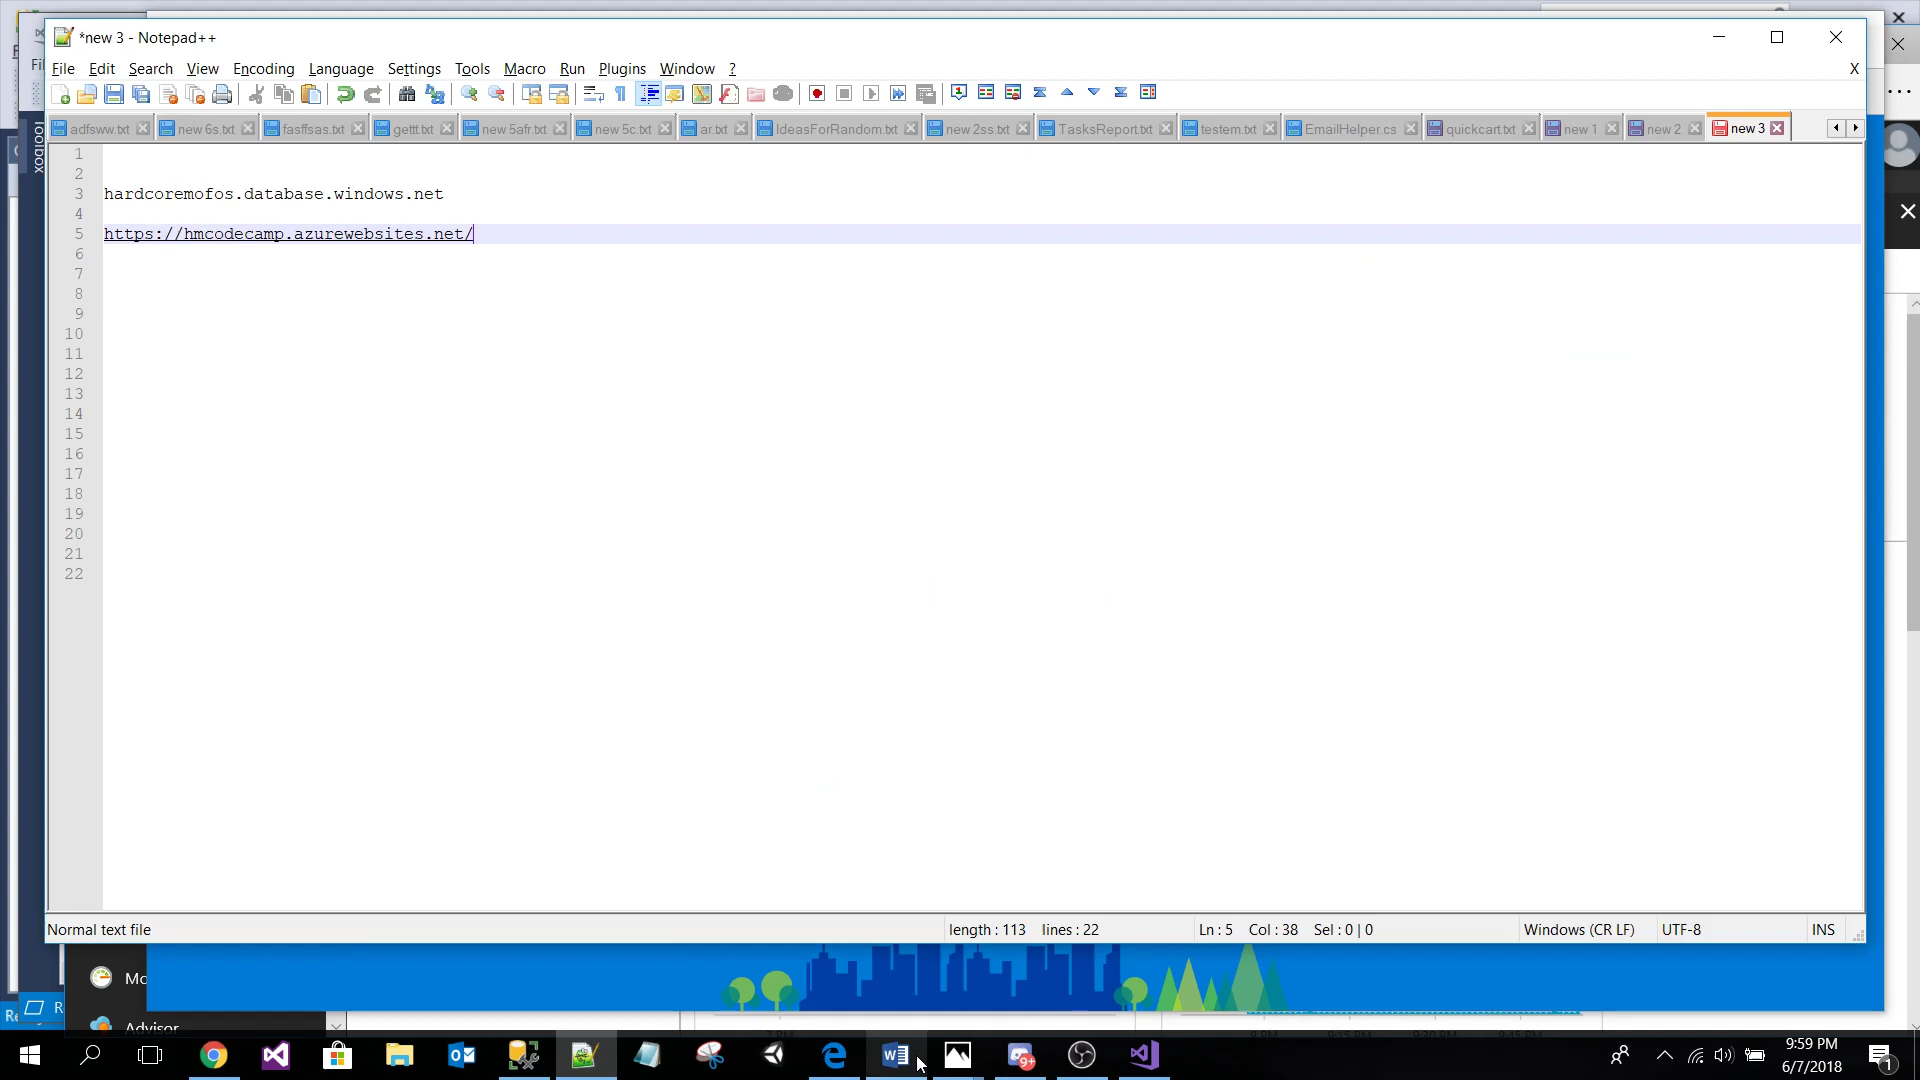 *new 3 - Notepad++
File Edit Search View Encoding Language Settings Tools Macro Run Plugins Window ?
X
adfsww.txt new 6s.txt fasffsas.txt gettt.txt new 5afr.txt new 5c.txt ar.txt IdeasForRandom.txt new 2ss.txt TasksReport.txt testem.txt EmailHelper.cs quickcart.txt new 1 new 2 new 3
Toolbox
1
2
3 hardcoremofos.database.windows.net
4
5 https://hmcodecamp.azurewebsites.net/
6
7
8
9
10
11
12
13
14
15
16
17
18
19
20
21
22
Normal text file length : 113 lines : 22 Ln : 5 Col : 38 Sel : 0 | 0 Windows (CR LF) UTF-8 INS
Mo
Advisor
9+
9:59 PM
6/7/2018
1